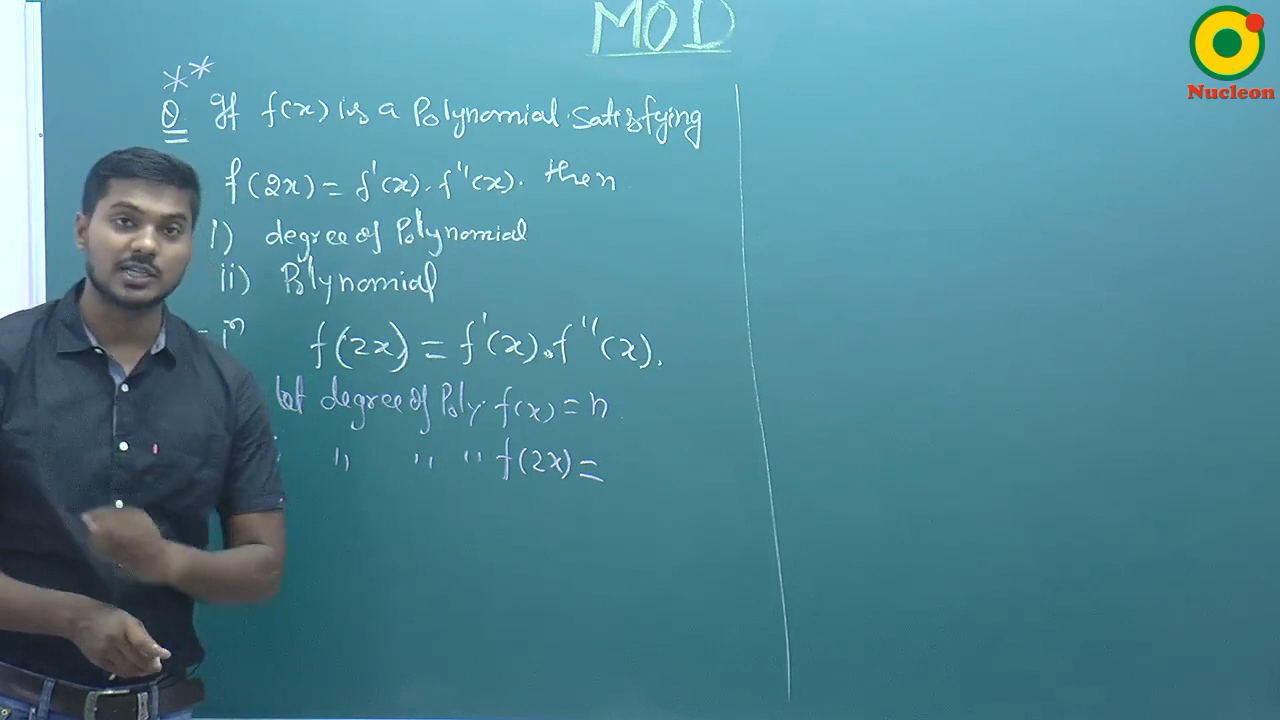 MOD
Nucleon
**
Q If f(x) is a Polynomial satisfying
f(2x) = f'(x). f''(x). then
i) degree of Polynomial
ii) Polynomial
f(2x) = f'(x).f''(x).
let degree of Poly. f(x) = n
" " " f(2x) =